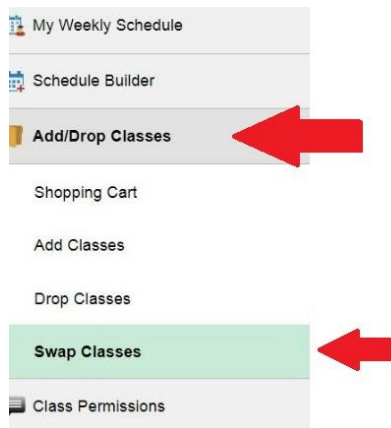 My Weekly Schedule
Schedule Builder
Add/Drop Classes
Shopping Cart
Add Classes
Drop Classes
Swap Classes
Class Permissions